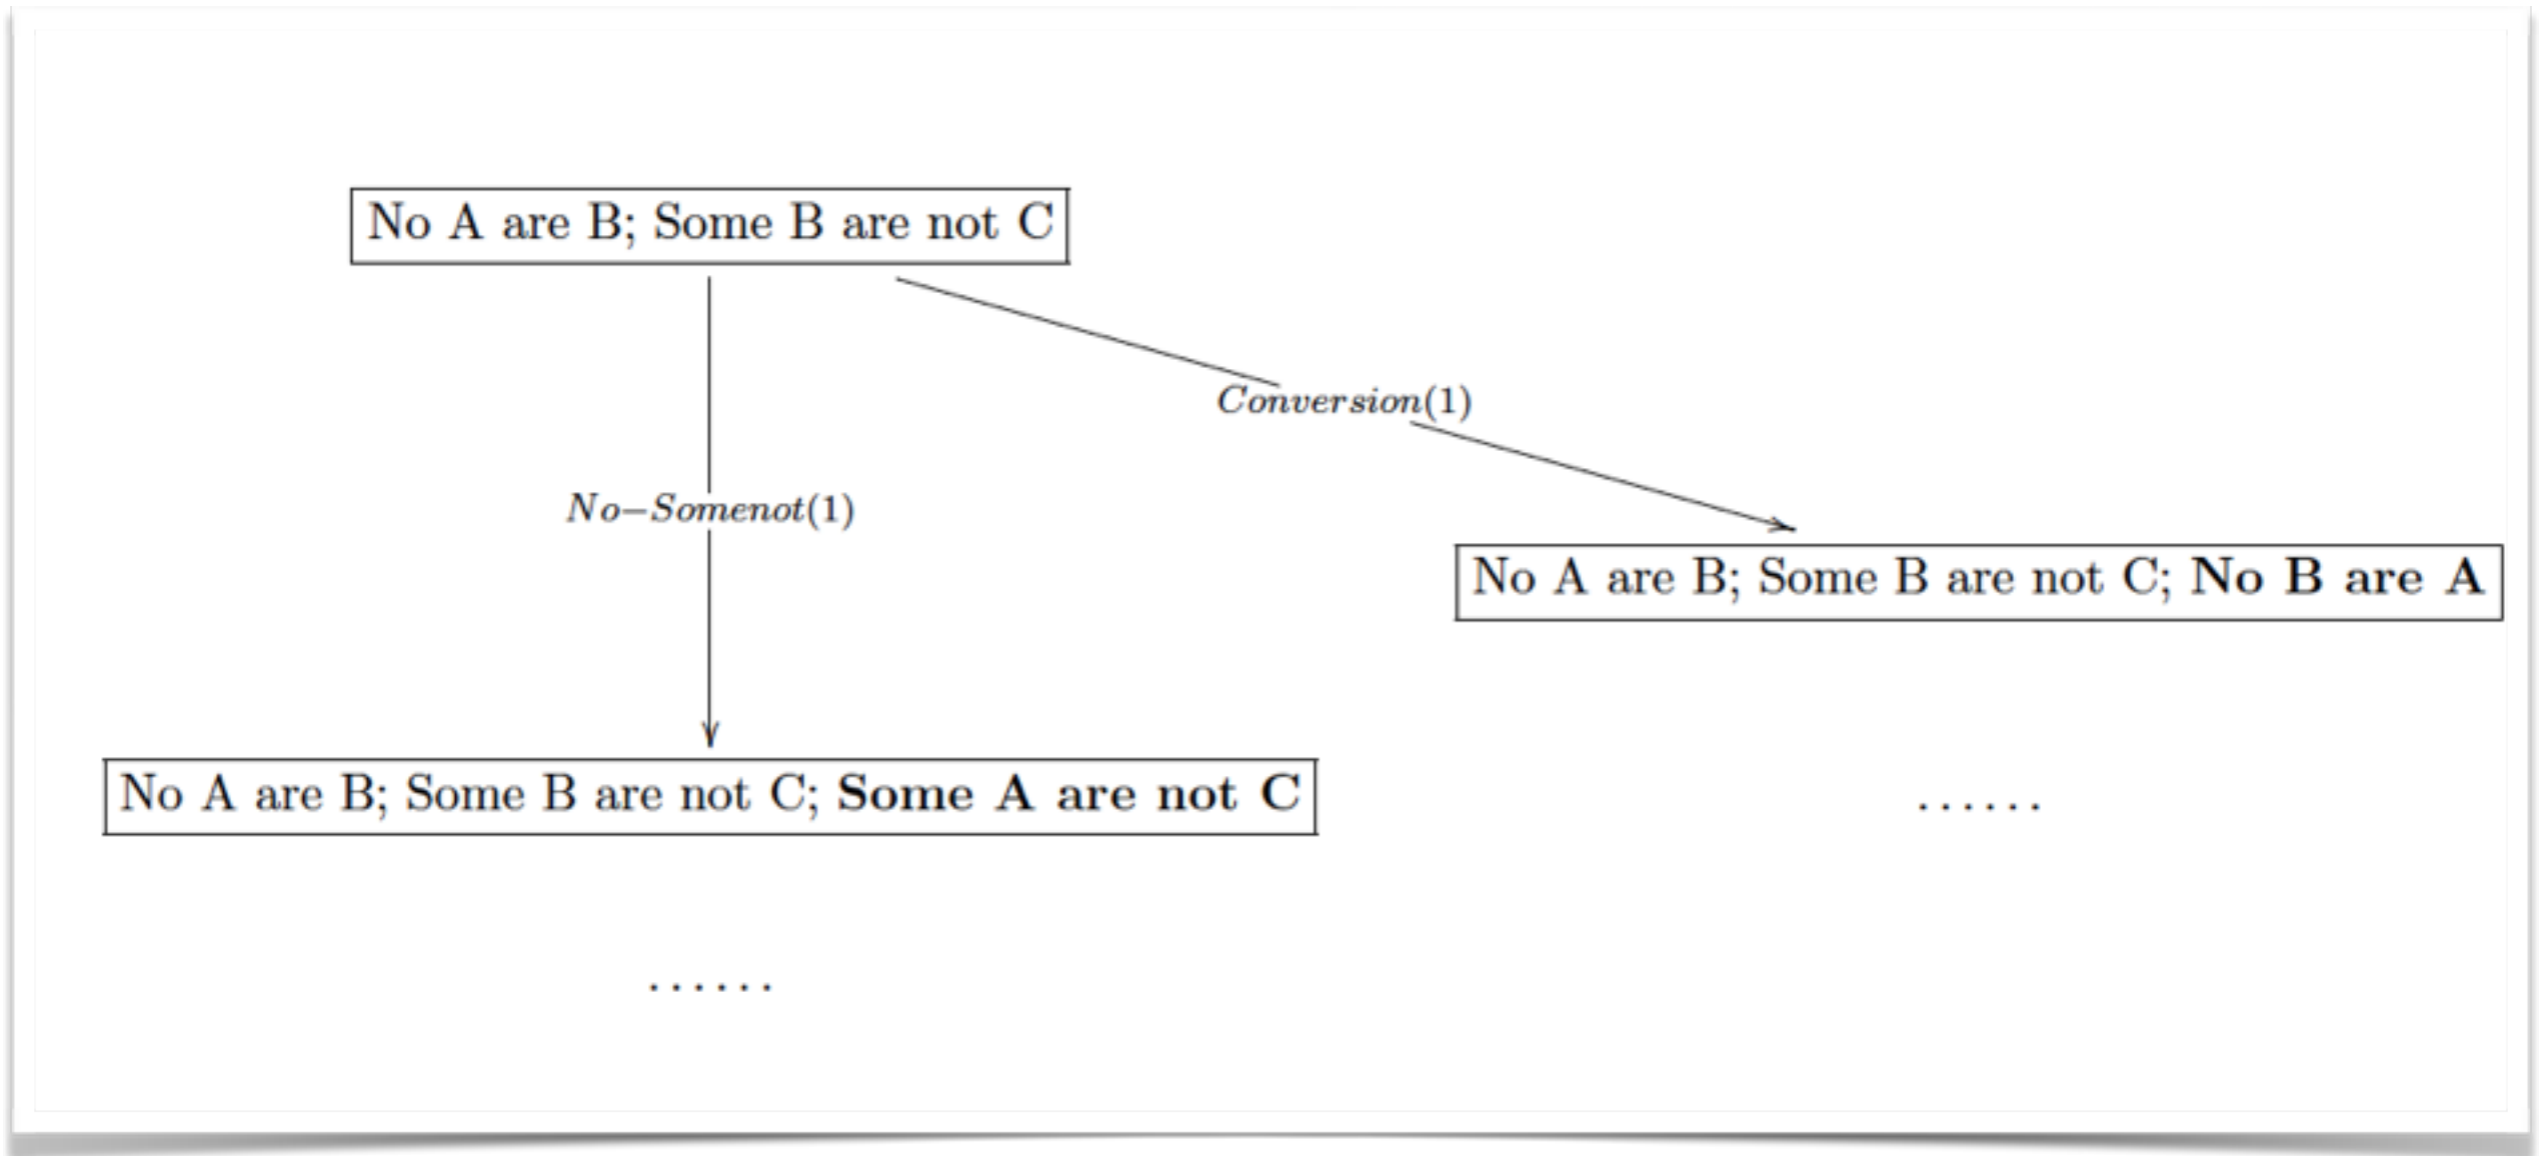 No A are B; Some B are not C
Conversion(1)
No–Somenot(1)
No A are B; Some B are not C; No B are A
No A are B; Some B are not C; Some A are not C
......
......